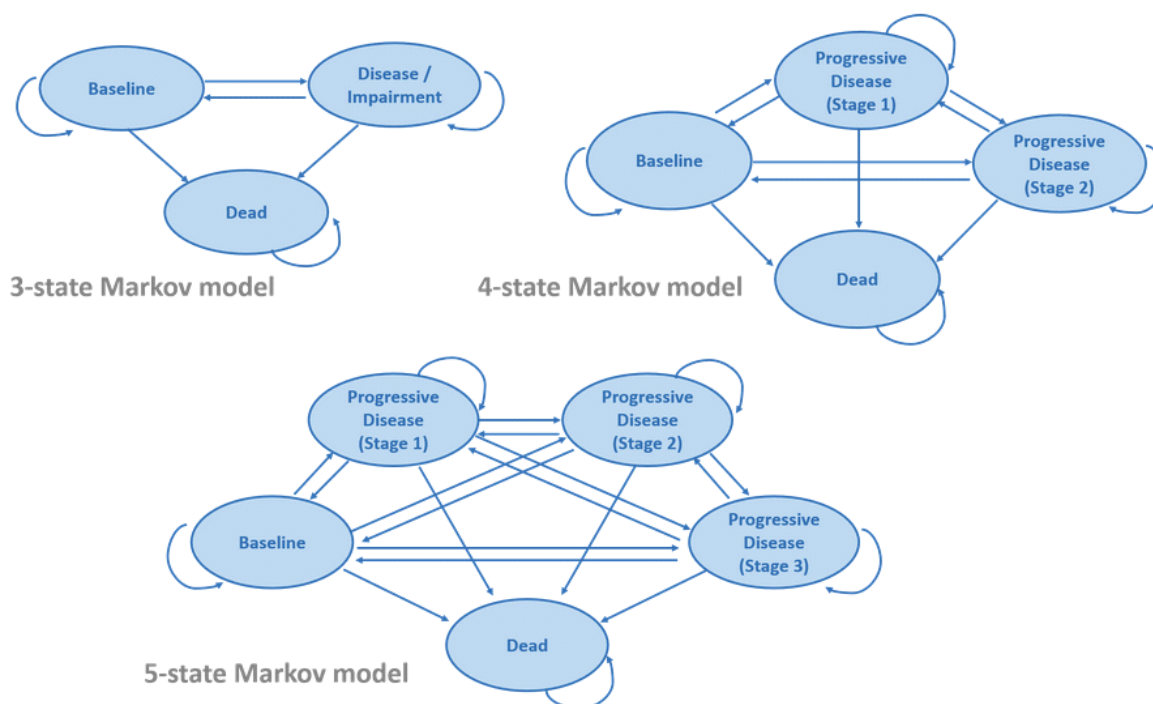 Baseline
Disease /
Impairment
Dead
3-state Markov model
Progressive
Disease
(Stage 1)
Baseline
Progressive
Disease
(Stage 2)
Dead
4-state Markov model
Progressive
Disease
(Stage 1)
Progressive
Disease
(Stage 2)
Baseline
Progressive
Disease
(Stage 3)
Dead
5-state Markov model